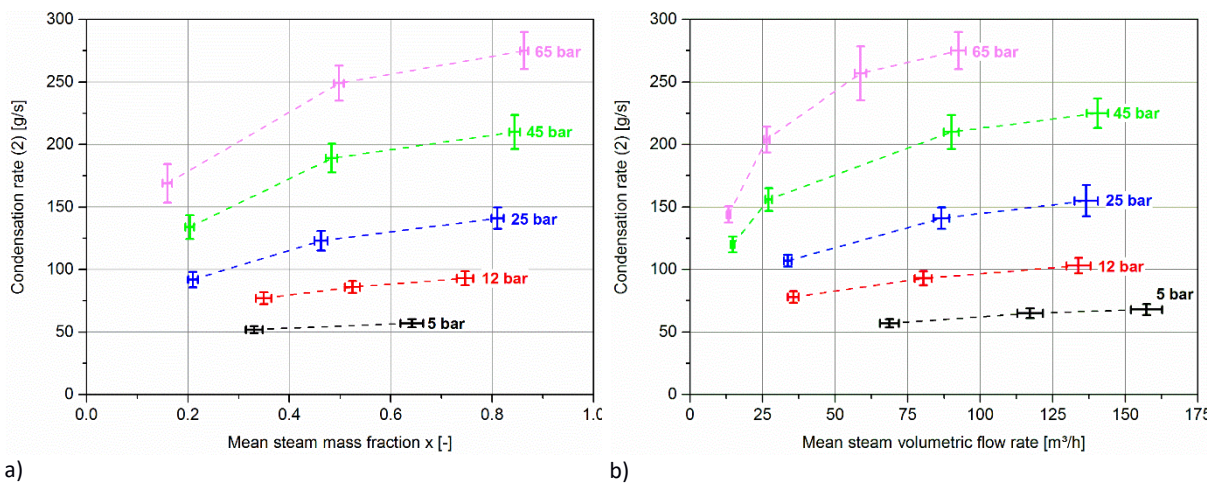 300
250
200
150
100
50
0
Condensation rate (2) [g/s]
65 bar
45 bar
25 bar
12 bar
5 bar
0.0 0.2 0.4 0.6 0.8 1.0
Mean steam mass fraction x [-]
a)
300
250
200
150
100
50
0
Condensation rate (2) [g/s]
65 bar
45 bar
25 bar
12 bar
5 bar
0 25 50 75 100 125 150 175
Mean steam volumetric flow rate [m³/h]
b)